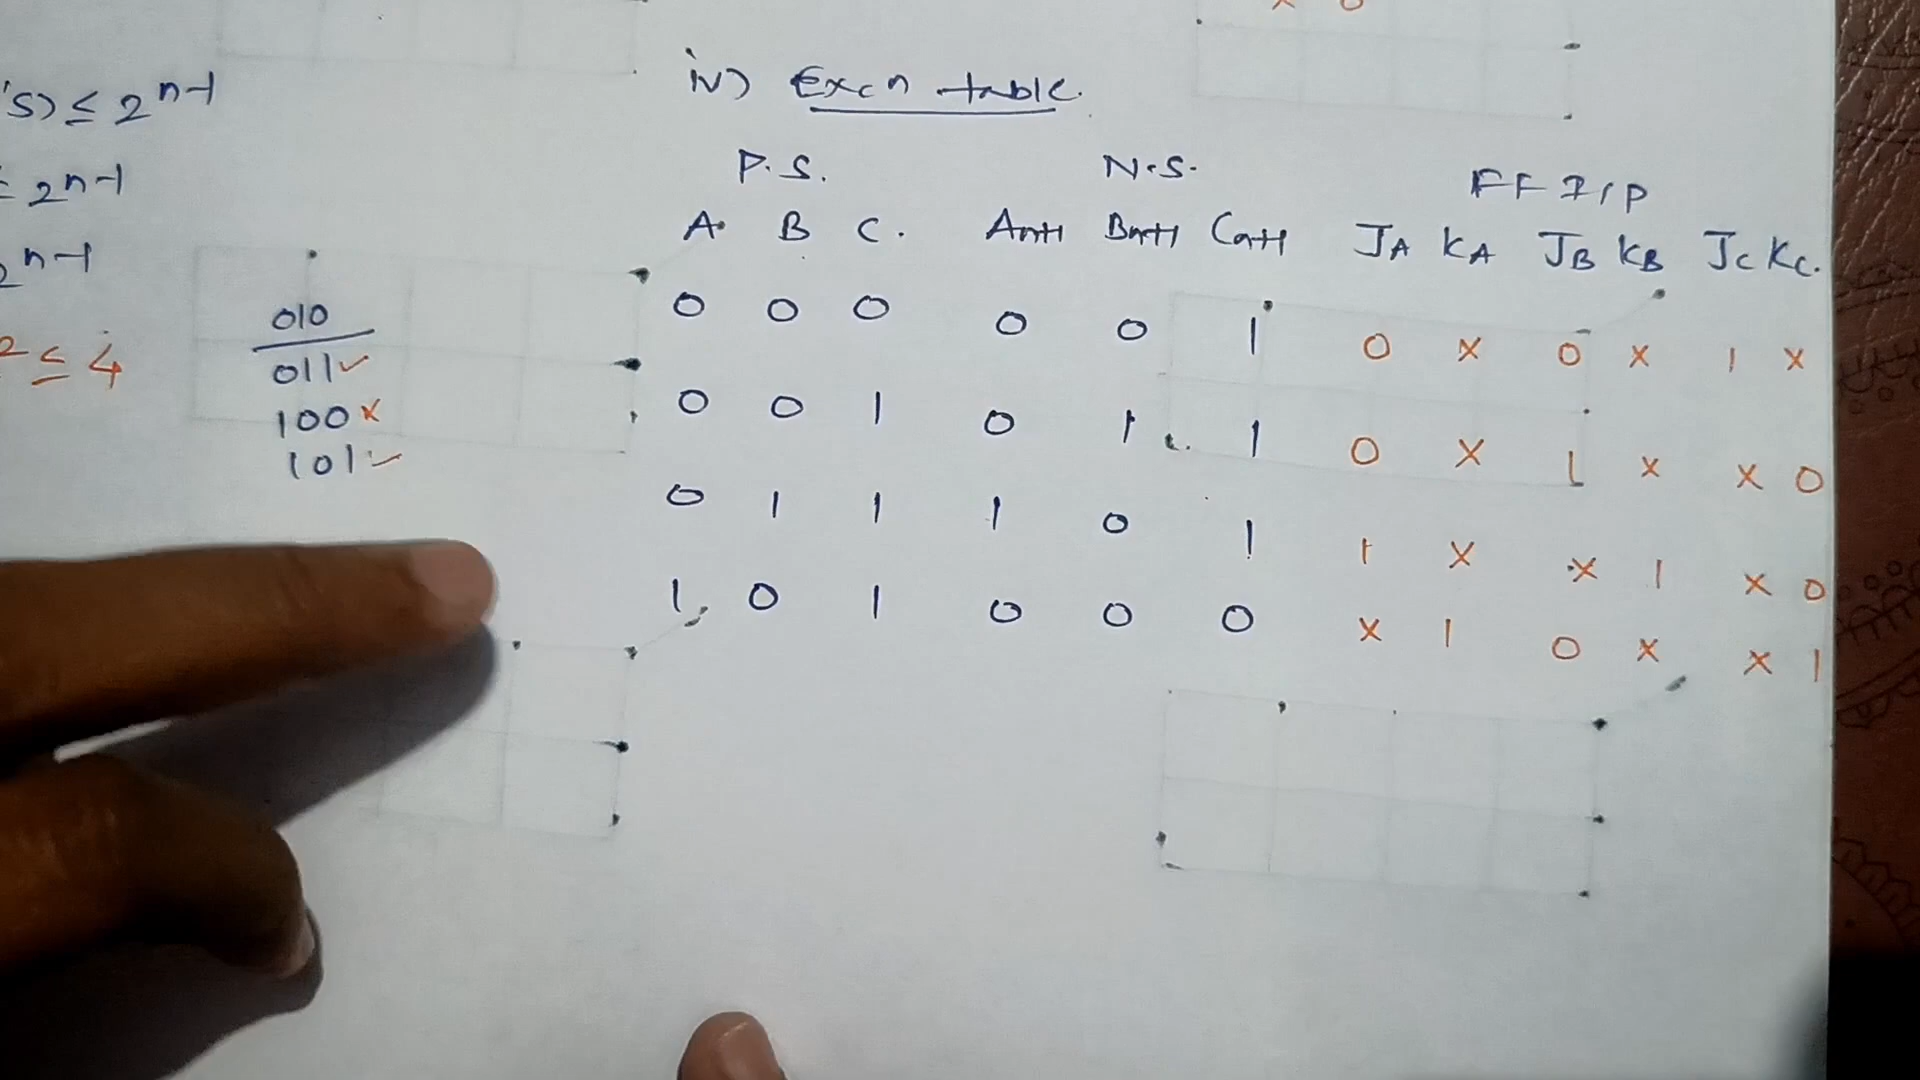 's) ≤ 2^n-1
≤ 2^n-1
2^n-1
2 ≤ 4
010
011✓
100×
101✓
iv) Excn table.
P.S. N.S. FF I/P
A B C. An+1 Bn+1 Cn+1 JA KA JB KB JC KC.
0 0 0 0 0 1 0 × 0 × 1 ×
0 0 1 0 1 1 0 × 1 × × 0
0 1 1 1 0 1 1 × × 1 × 0
1 0 1 0 0 0 × 1 0 × × 1